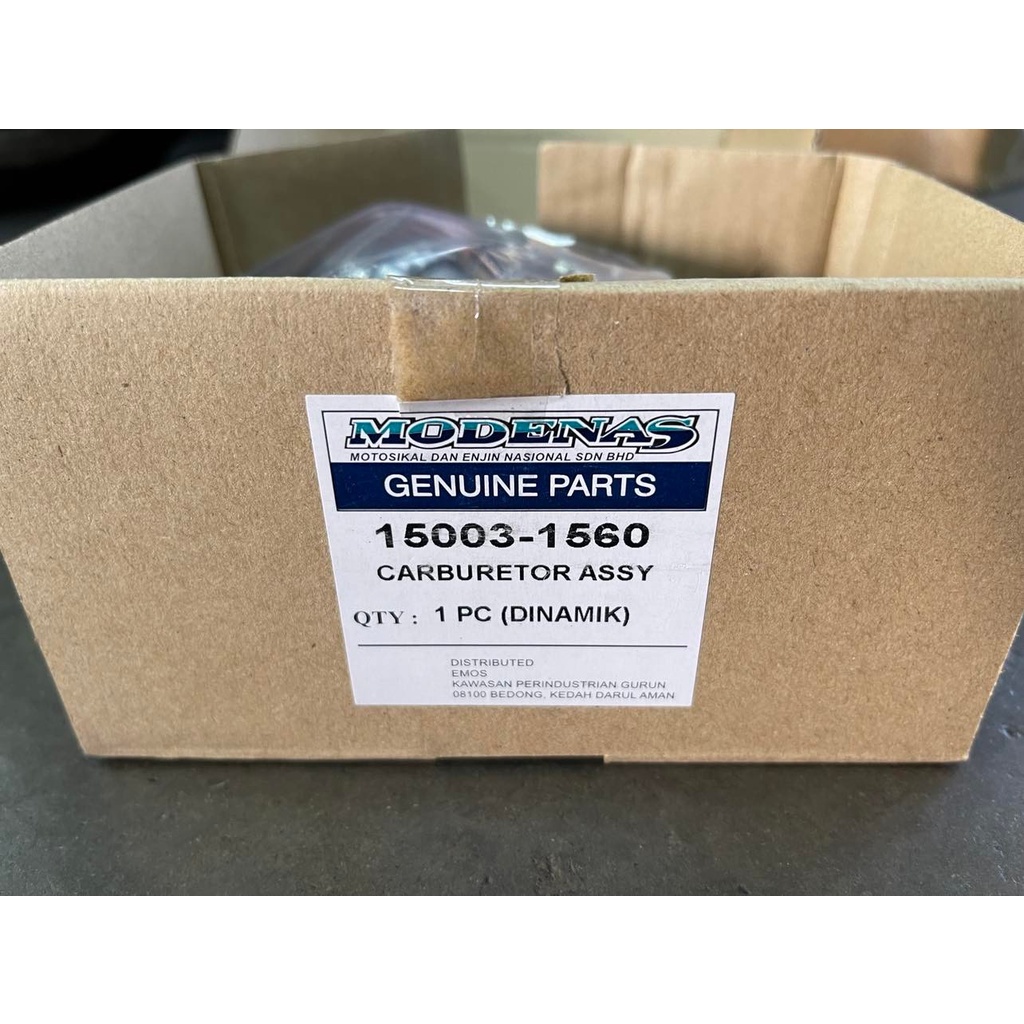 MODENAS
MOTOSIKAL DAN ENJIN NASIONAL SDN BHD
GENUINE PARTS
15003-1560
CARBURETOR ASSY
QTY : 1 PC (DINAMIK)
DISTRIBUTED
EMOS
KAWASAN PERINDUSTRIAN GURUN
08100 BEDONG, KEDAH DARUL AMAN